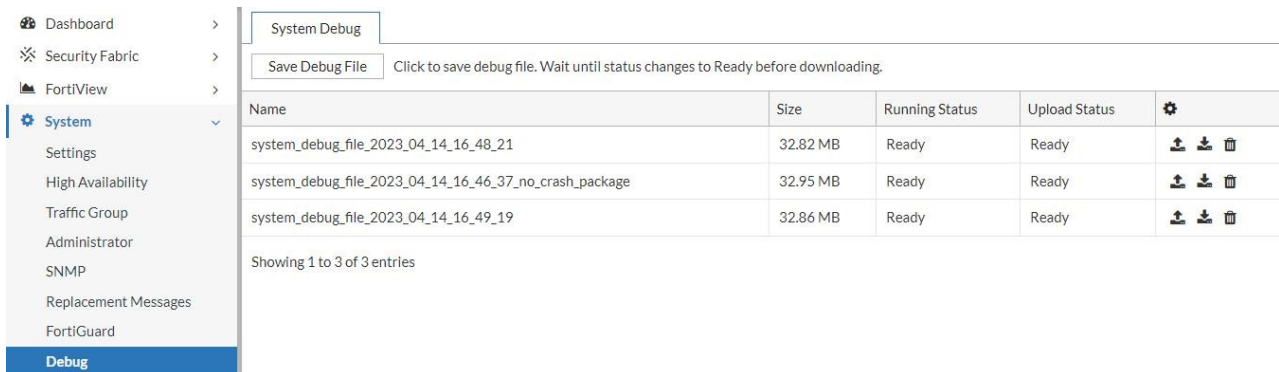 Dashboard
Security Fabric
FortiView
System
Settings
High Availability
Traffic Group
Administrator
SNMP
Replacement Messages
FortiGuard
Debug
System Debug
Save Debug File Click to save debug file. Wait until status changes to Ready before downloading.
Name Size Running Status Upload Status
system_debug_file_2023_04_14_16_48_21 32.82 MB Ready Ready
system_debug_file_2023_04_14_16_46_37_no_crash_package 32.95 MB Ready Ready
system_debug_file_2023_04_14_16_49_19 32.86 MB Ready Ready
Showing 1 to 3 of 3 entries